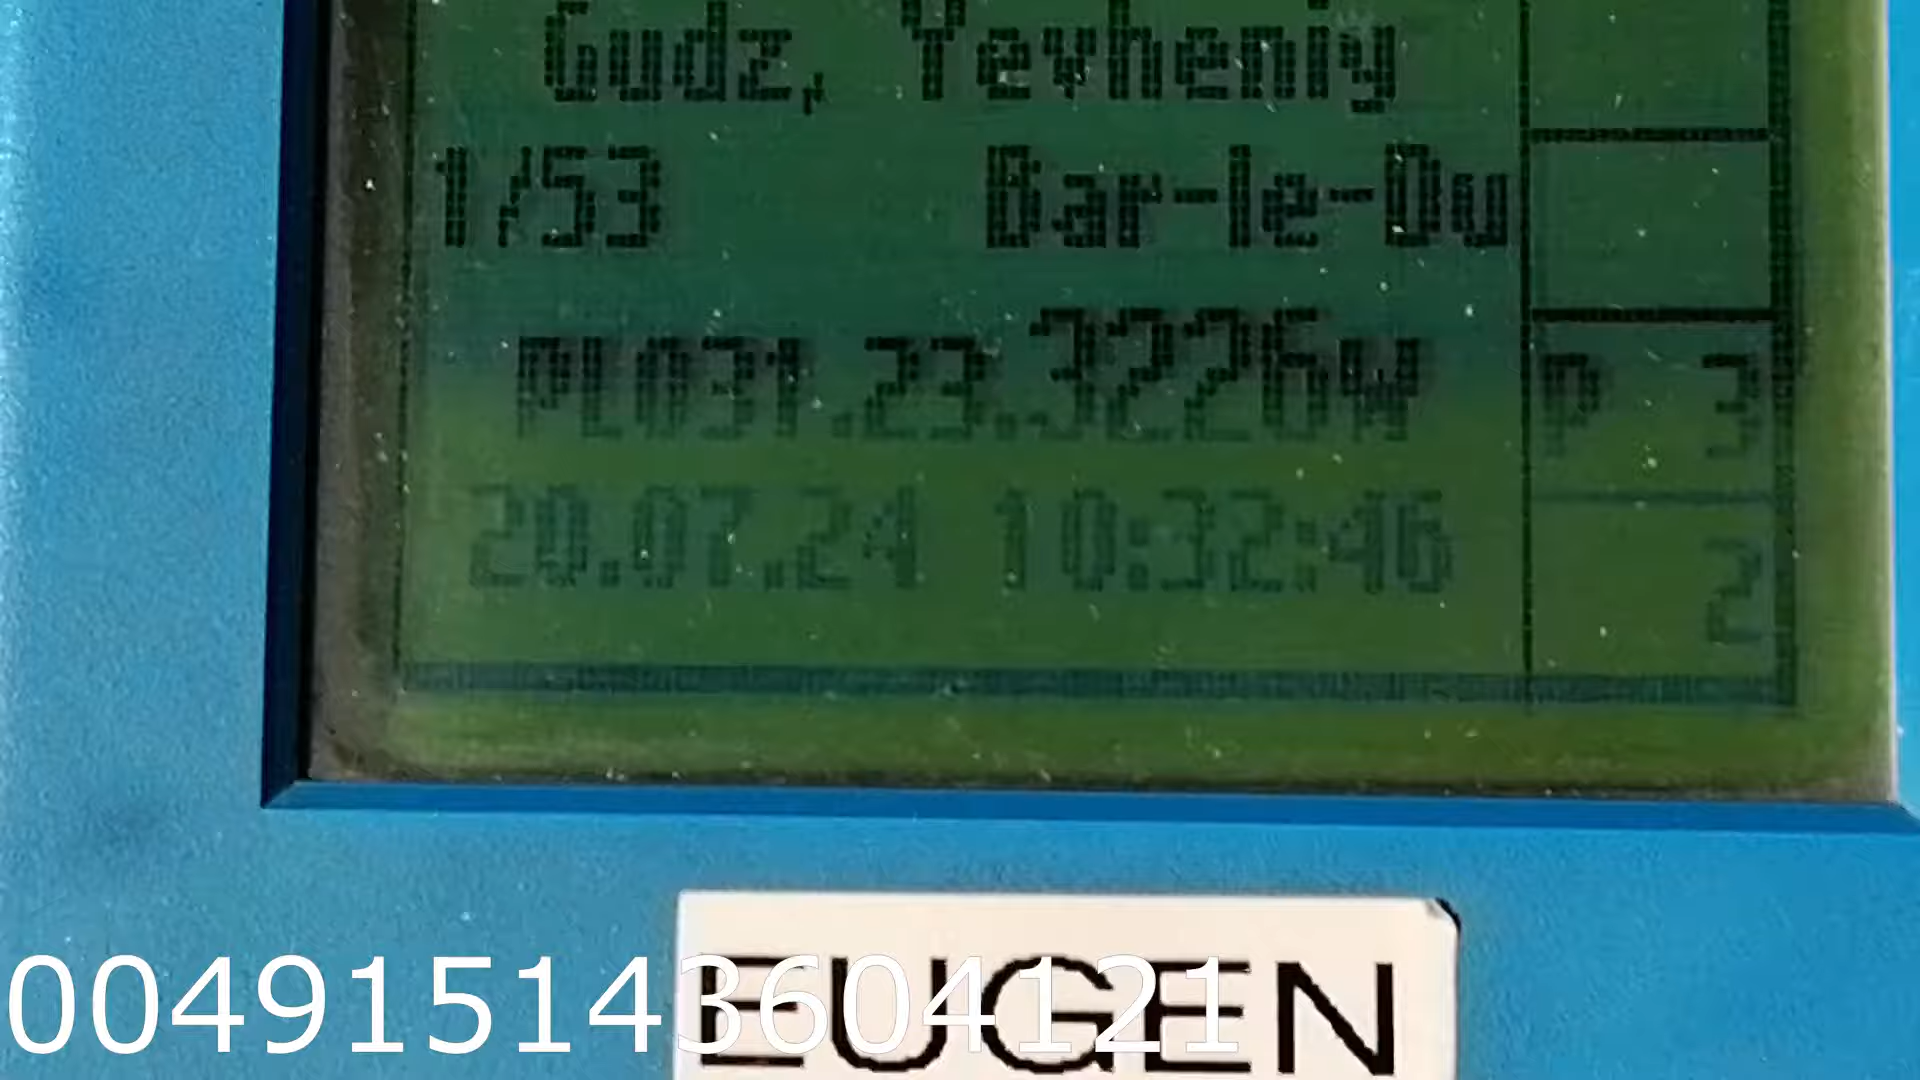 Gudz, Yevheniy
1/53 Bar-le-Du
PL031.23.3226W P 3
20.07.24 10:32:46 2
EUGEN
004915143604121